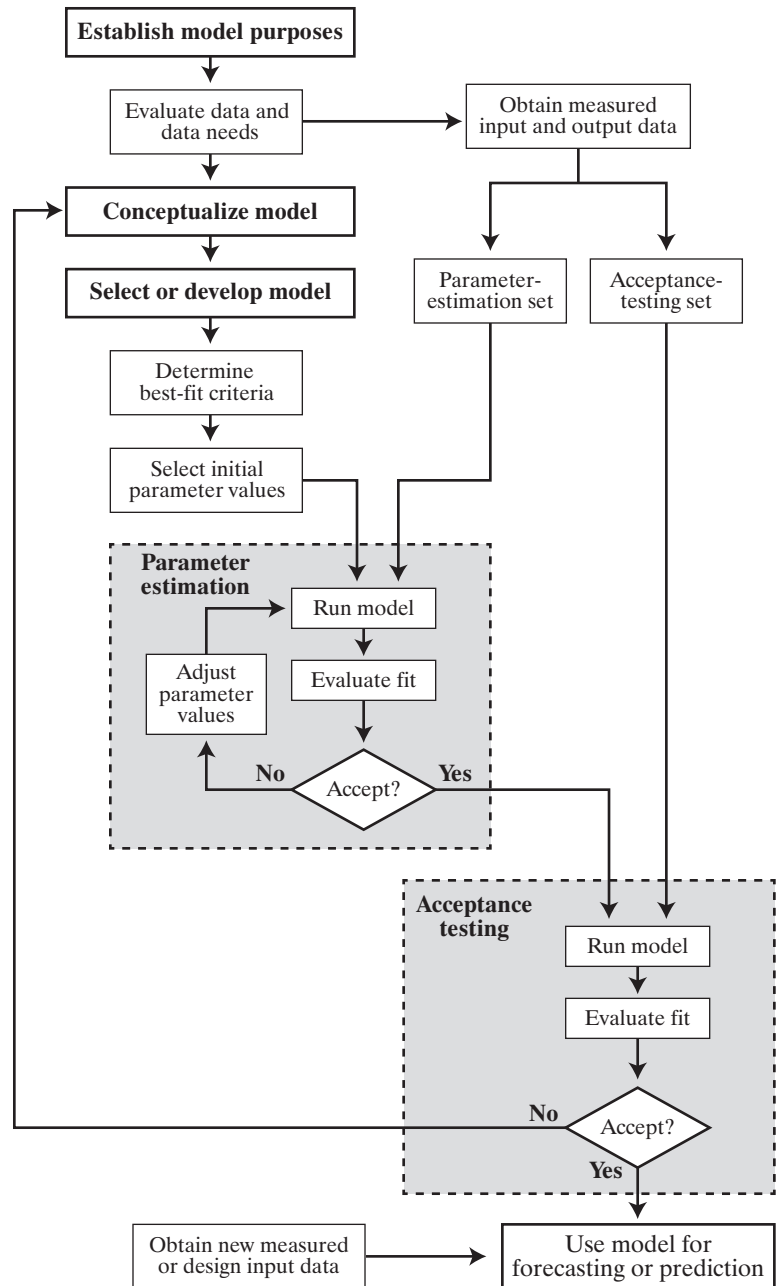 Establish model purposes
Evaluate data and
data needs
Obtain measured
input and output data
Conceptualize model
Select or develop model
Parameter-
estimation set
Acceptance-
testing set
Determine
best-fit criteria
Select initial
parameter values
Parameter
estimation
Run model
Adjust
parameter
values
Evaluate fit
No
Accept?
Yes
Acceptance
testing
Run model
Evaluate fit
No
Accept?
Yes
Obtain new measured
or design input data
Use model for
forecasting or prediction